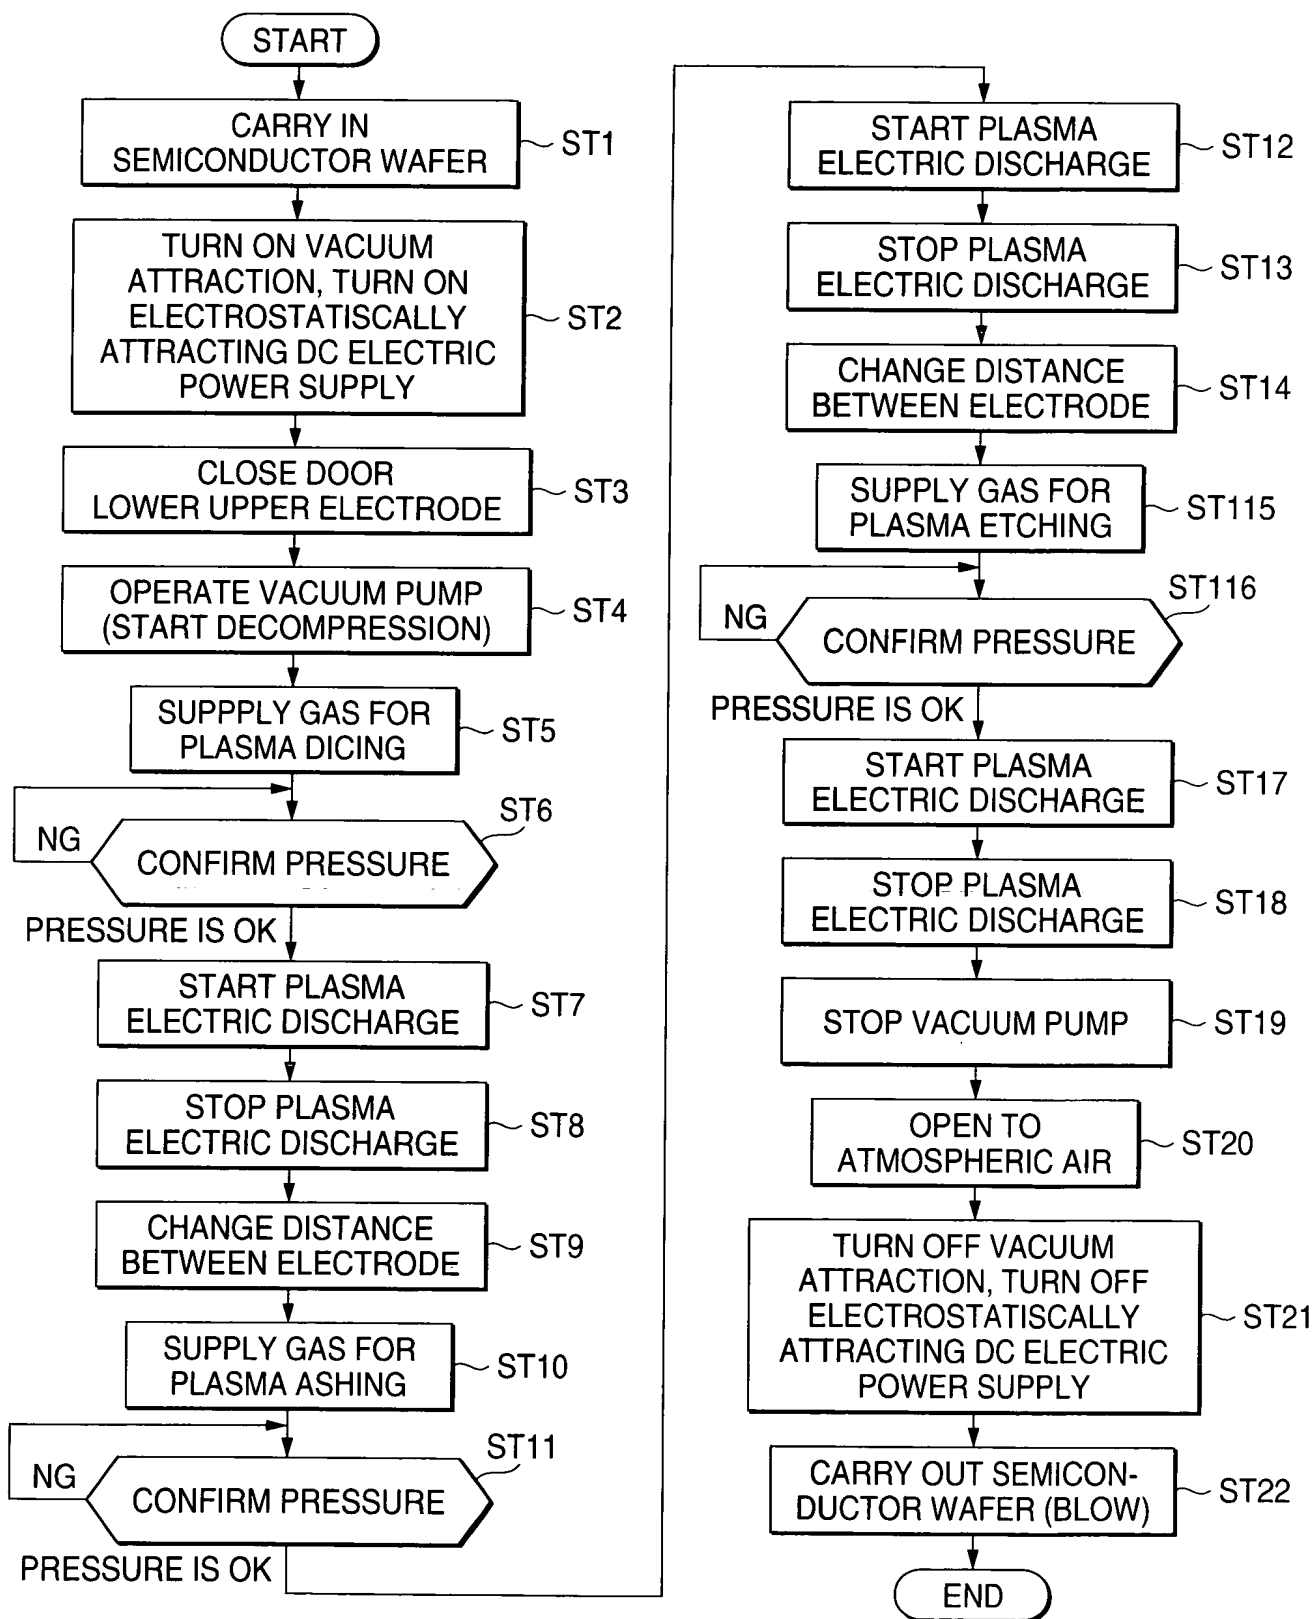 START
CARRY IN
SEMICONDUCTOR WAFER
ST1
TURN ON VACUUM
ATTRACTION, TURN ON
ELECTROSTATISCALLY
ATTRACTING DC ELECTRIC
POWER SUPPLY
ST2
CLOSE DOOR
LOWER UPPER ELECTRODE
ST3
OPERATE VACUUM PUMP
(START DECOMPRESSION)
ST4
SUPPPLY GAS FOR
PLASMA DICING
ST5
ST6
NG
CONFIRM PRESSURE
PRESSURE IS OK
START PLASMA
ELECTRIC DISCHARGE
ST7
STOP PLASMA
ELECTRIC DISCHARGE
ST8
CHANGE DISTANCE
BETWEEN ELECTRODE
ST9
SUPPLY GAS FOR
PLASMA ASHING
ST10
ST11
NG
CONFIRM PRESSURE
PRESSURE IS OK
START PLASMA
ELECTRIC DISCHARGE
ST12
STOP PLASMA
ELECTRIC DISCHARGE
ST13
CHANGE DISTANCE
BETWEEN ELECTRODE
ST14
SUPPLY GAS FOR
PLASMA ETCHING
ST115
ST116
NG
CONFIRM PRESSURE
PRESSURE IS OK
START PLASMA
ELECTRIC DISCHARGE
ST17
STOP PLASMA
ELECTRIC DISCHARGE
ST18
STOP VACUUM PUMP
ST19
OPEN TO
ATMOSPHERIC AIR
ST20
TURN OFF VACUUM
ATTRACTION, TURN OFF
ELECTROSTATISCALLY
ATTRACTING DC ELECTRIC
POWER SUPPLY
ST21
CARRY OUT SEMICON-
DUCTOR WAFER (BLOW)
ST22
END